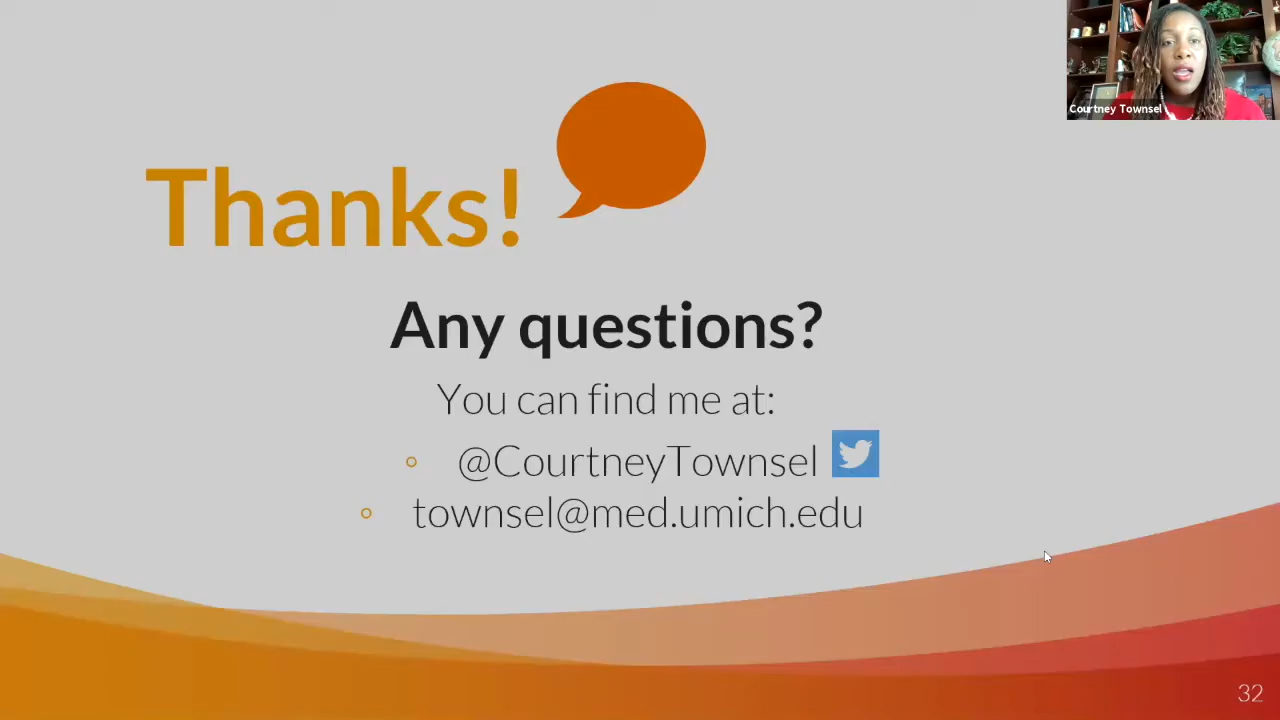 Courtney Townsel
Thanks!
Any questions?
You can find me at:
@CourtneyTownsel
townsel@med.umich.edu
32